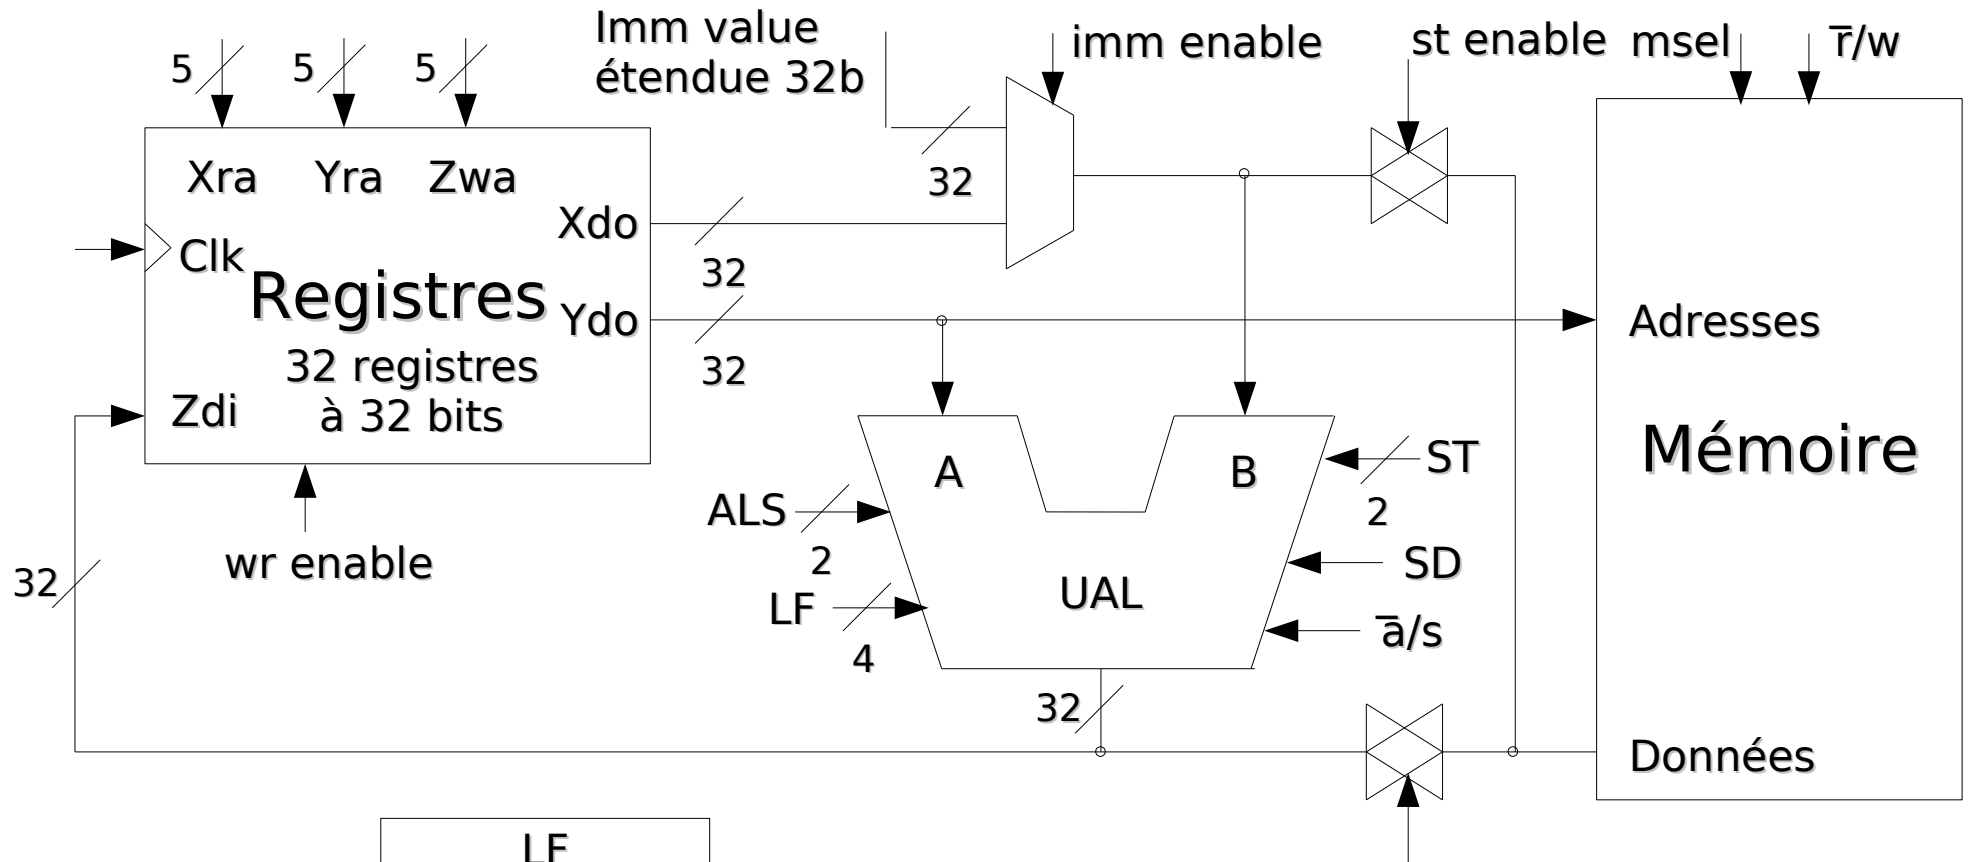 Imm value
étendue 32b
imm enable
st enable
msel
r̅/w
5
5
5
Xra
Yra
Zwa
32
Xdo
Clk
32
Registres
Ydo
Adresses
32 registres
32
à 32 bits
Zdi
Mémoire
A
B
ST
ALS
2
wr enable
2
SD
32
UAL
LF
a̅/s
4
32
Données
LF